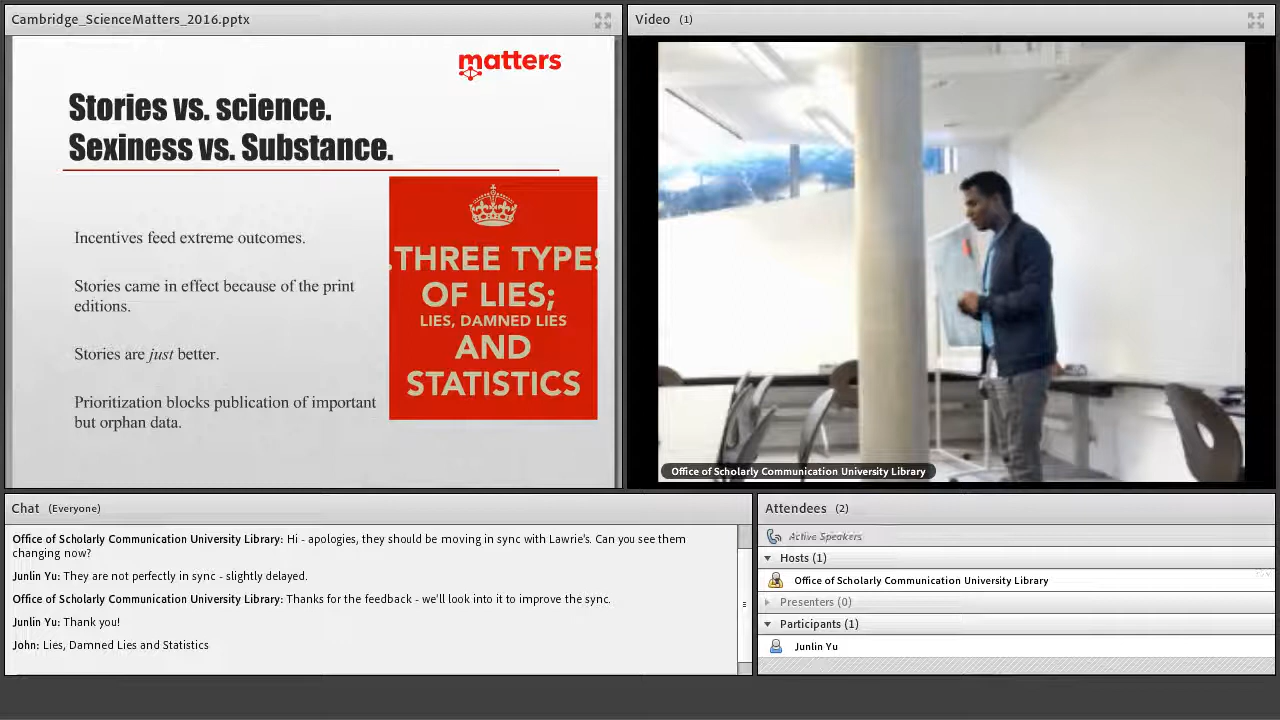 Cambridge_ScienceMatters_2016.pptx
matters
Stories vs. science.
Sexiness vs. Substance.
Incentives feed extreme outcomes.
Stories came in effect because of the print
editions.
Stories are just better.
Prioritization blocks publication of important
but orphan data.
.THREE TYPES
OF LIES;
LIES, DAMNED LIES
AND
STATISTICS
Video (1)
Office of Scholarly Communication University Library
Chat (Everyone)
Office of Scholarly Communication University Library: Hi - apologies, they should be moving in sync with Lawrie's. Can you see them
changing now?
Junlin Yu: They are not perfectly in sync - slightly delayed.
Office of Scholarly Communication University Library: Thanks for the feedback - we'll look into it to improve the sync.
Junlin Yu: Thank you!
John: Lies, Damned Lies and Statistics
Attendees (2)
Active Speakers
Hosts (1)
Office of Scholarly Communication University Library
Presenters (0)
Participants (1)
Junlin Yu